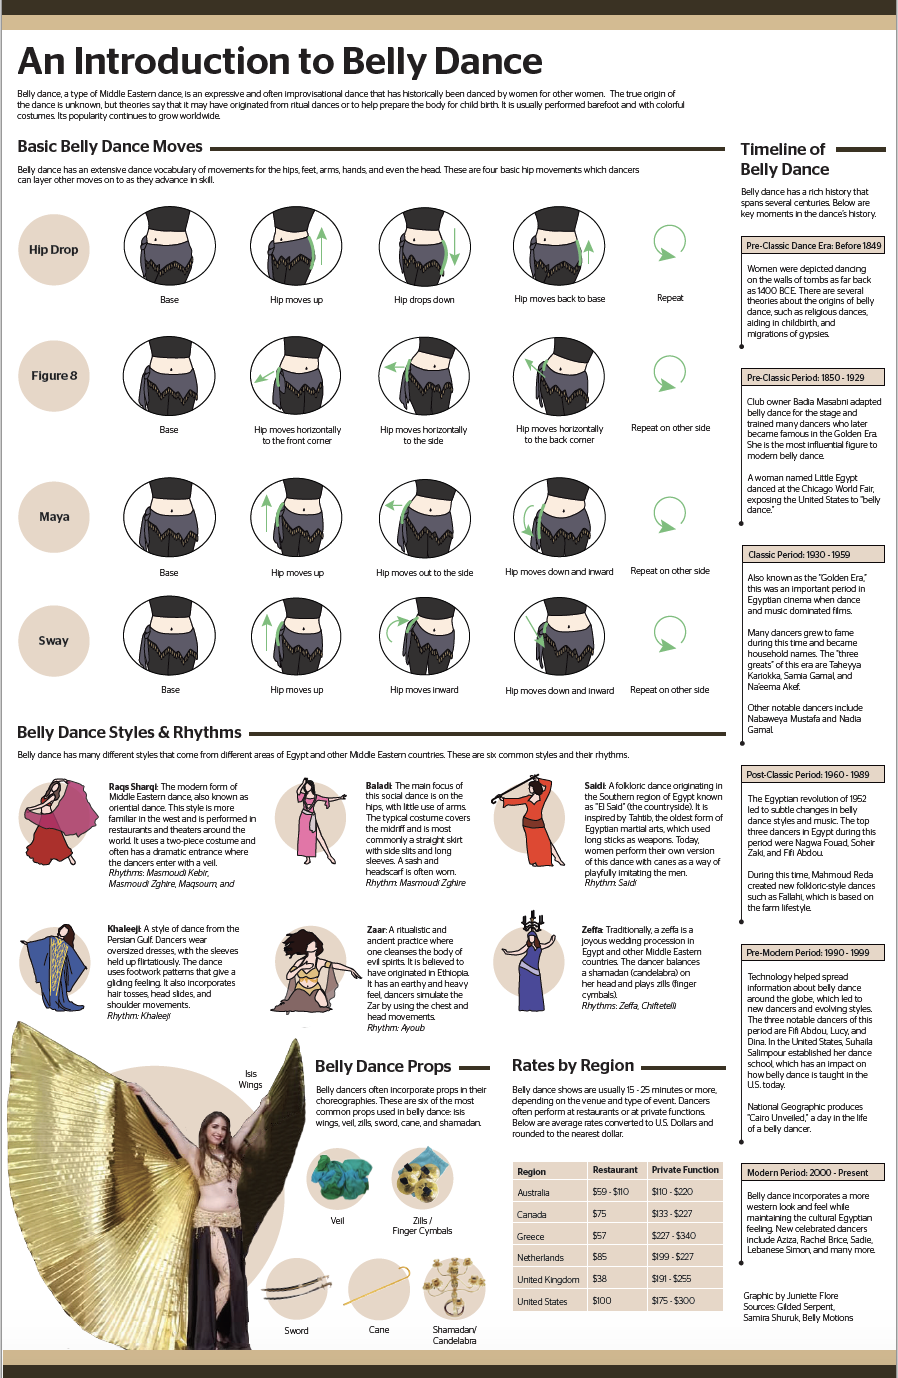 An Introduction to Belly Dance
Belly dance, a type of Middle Eastern dance, is an expressive and often improvisational dance that has historically been danced by women for other women. The true origin of
the dance is unknown, but theories say that it may have originated from ritual dances or to help prepare the body for child birth. It is usually performed barefoot and with colorful
costumes. Its popularity continues to grow worldwide.
Basic Belly Dance Moves
Belly dance has an extensive dance vocabulary of movements for the hips, feet, arms, hands, and even the head. These are four basic hip movements which dancers
can layer other moves on to as they advance in skill.
Hip Drop
Base
Hip moves up
Hip drops down
Hip moves back to base
Repeat
Figure 8
Base
Hip moves horizontally
to the front corner
Hip moves horizontally
to the side
Hip moves horizontally
to the back corner
Repeat on other side
Maya
Base
Hip moves up
Hip moves out to the side
Hip moves down and inward
Repeat on other side
Sway
Base
Hip moves up
Hip moves inward
Hip moves down and inward
Repeat on other side
Belly Dance Styles & Rhythms
Belly dance has many different styles that come from different areas of Egypt and other Middle Eastern countries. These are six common styles and their rhythms.
Raqs Sharqi: The modern form of
Middle Eastern dance, also known as
oriental dance. This style is more
familiar in the west and is performed in
restaurants and theaters around the
world. It uses a two-piece costume and
often has a dramatic entrance where
the dancers enter with a veil.
Rhythms: Masmoudi Kebir,
Masmoudi Zghire, Maqsoum, and
Baladi: The main focus of
this social dance is on the
hips, with little use of arms.
The typical costume covers
the midriff and is most
commonly a straight skirt
with side slits and long
sleeves. A sash and
headscarf is often worn.
Rhythm: Masmoudi Zghire
Saidi: A folkloric dance originating in
the Southern region of Egypt known
as "El Said" (the countryside). It is
inspired by Tahtib, the oldest form of
Egyptian martial arts, which used
long sticks as weapons. Today,
women perform their own version
of this dance with canes as a way of
playfully imitating the men.
Rhythm: Saidi
Khaleeji: A style of dance from the
Persian Gulf. Dancers wear
oversized dresses, with the sleeves
held up flirtatiously. The dance
uses footwork patterns that give a
gliding feeling. It also incorporates
hair tosses, head slides, and
shoulder movements.
Rhythm: Khaleeji
Zaar: A ritualistic and
ancient practice where
one cleanses the body of
evil spirits. It is believed to
have originated in Ethiopia.
It has an earthy and heavy
feel, dancers simulate the
Zar by using the chest and
head movements.
Rhythm: Ayoub
Zeffa: Traditionally, a zeffa is a
joyous wedding procession in
Egypt and other Middle Eastern
countries. The dancer balances
a shamadan (candelabra) on
her head and plays zills (finger
cymbals).
Rhythms: Zeffa, Chiftetelli
Isis
Wings
Belly Dance Props
Belly dancers often incorporate props in their
choreographies. These are six of the most
common props used in belly dance: isis
wings, veil, zills, sword, cane, and shamadan.
Veil
Zills /
Finger Cymbals
Sword
Cane
Shamadan/
Candelabra
Rates by Region
Belly dance shows are usually 15 - 25 minutes or more,
depending on the venue and type of event. Dancers
often perform at restaurants or at private functions.
Below are average rates converted to U.S. Dollars and
rounded to the nearest dollar.
Region Restaurant Private Function
Australia $59 - $110 $110 - $220
Canada $75 $133 - $227
Greece $57 $227 - $340
Netherlands $85 $199 - $227
United Kingdom $38 $191 - $255
United States $100 $175 - $300
Timeline of
Belly Dance
Belly dance has a rich history that
spans several centuries. Below are
key moments in the dance's history.
Pre-Classic Dance Era: Before 1849
Women were depicted dancing
on the walls of tombs as far back
as 1400 BCE. There are several
theories about the origins of belly
dance, such as religious dances,
aiding in childbirth, and
migrations of gypsies.
Pre-Classic Period: 1850 - 1929
Club owner Badia Masabni adapted
belly dance for the stage and
trained many dancers who later
became famous in the Golden Era.
She is the most influential figure to
modern belly dance.
A woman named Little Egypt
danced at the Chicago World Fair,
exposing the United States to "belly
dance."
Classic Period: 1930 - 1959
Also known as the "Golden Era,"
this was an important period in
Egyptian cinema when dance
and music dominated films.
Many dancers grew to fame
during this time and became
household names. The "three
greats" of this era are Taheyya
Kariokka, Samia Gamal, and
Na'eema Akef.
Other notable dancers include
Nabaweya Mustafa and Nadia
Gamal.
Post-Classic Period: 1960 - 1989
The Egyptian revolution of 1952
led to subtle changes in belly
dance styles and music. The top
three dancers in Egypt during this
period were Nagwa Fouad, Soheir
Zaki, and Fifi Abdou.
During this time, Mahmoud Reda
created new folkloric-style dances
such as Fallahi, which is based on
the farm lifestyle.
Pre-Modern Period: 1990 - 1999
Technology helped spread
information about belly dance
around the globe, which led to
new dancers and evolving styles.
The three notable dancers of this
period are Fifi Abdou, Lucy, and
Dina. In the United States, Suhaila
Salimpour established her dance
school, which has an impact on
how belly dance is taught in the
U.S. today.
National Geographic produces
"Cairo Unveiled," a day in the life
of a belly dancer.
Modern Period: 2000 - Present
Belly dance incorporates a more
western look and feel while
maintaining the cultural Egyptian
feeling. New celebrated dancers
include Aziza, Rachel Brice, Sadie,
Lebanese Simon, and many more.
Graphic by Juniette Flore
Sources: Gilded Serpent,
Samira Shuruk, Belly Motions